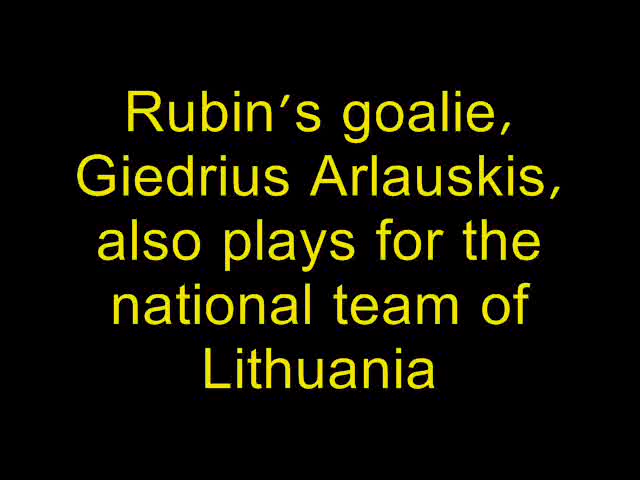 Rubin’s goalie,
Giedrius Arlauskis,
also plays for the
national team of
Lithuania